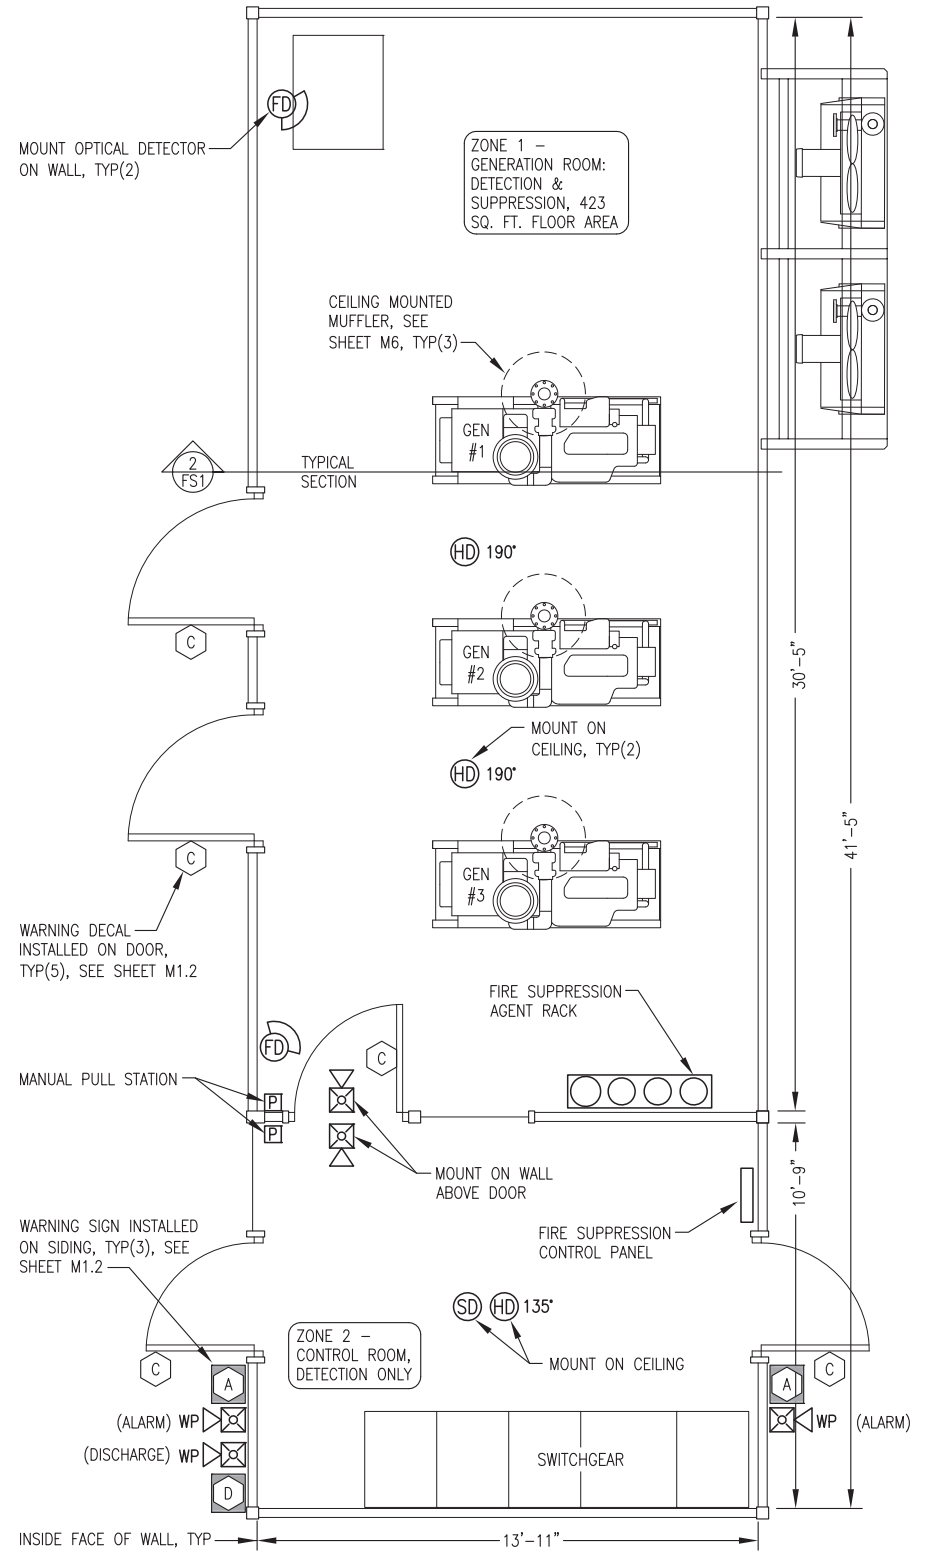 FD
MOUNT OPTICAL DETECTOR
ON WALL, TYP(2)
ZONE 1 –
GENERATION ROOM:
DETECTION &
SUPPRESSION, 423
SQ. FT. FLOOR AREA
CEILING MOUNTED
MUFFLER, SEE
SHEET M6, TYP(3)
GEN
#1
2
FS1
TYPICAL
SECTION
HD 190°
C
GEN
#2
30'-5"
MOUNT ON
CEILING, TYP(2)
HD 190°
41'-5"
C
GEN
#3
WARNING DECAL
INSTALLED ON DOOR,
TYP(5), SEE SHEET M1.2
FIRE SUPPRESSION
AGENT RACK
FD
C
MANUAL PULL STATION
P
P
MOUNT ON WALL
ABOVE DOOR
10'-9"
WARNING SIGN INSTALLED
ON SIDING, TYP(3), SEE
SHEET M1.2
FIRE SUPPRESSION
CONTROL PANEL
SD HD 135°
ZONE 2 –
CONTROL ROOM,
DETECTION ONLY
MOUNT ON CEILING
C
C
A
A
(ALARM) WP
WP (ALARM)
(DISCHARGE) WP
SWITCHGEAR
D
INSIDE FACE OF WALL, TYP
13'-11"